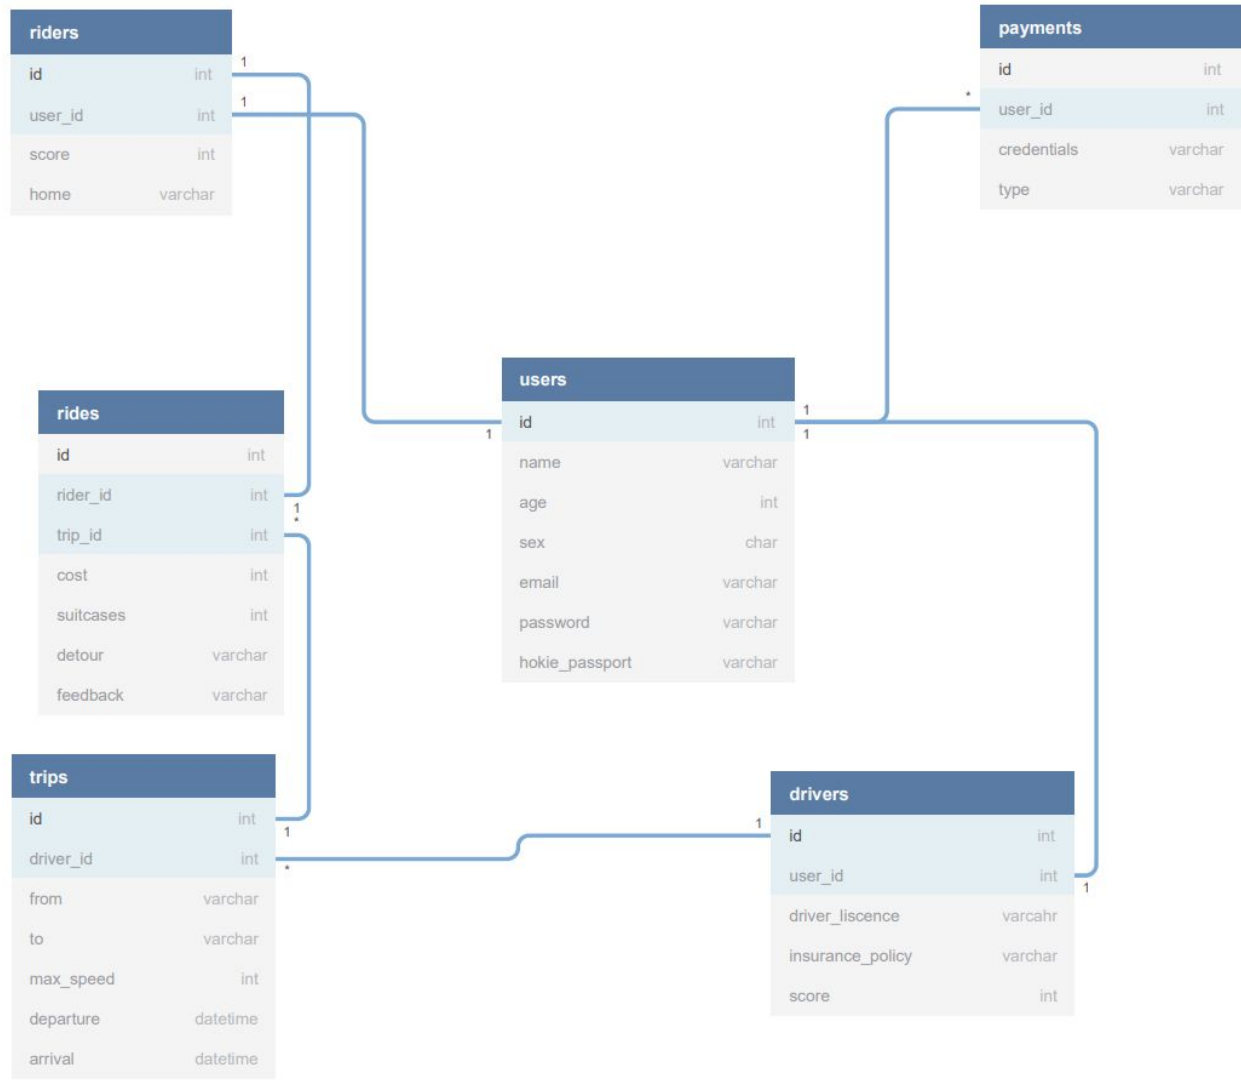 riders
id int
user_id int
score int
home varchar
1
1
payments
id int
user_id int
credentials varchar
type varchar
*
rides
id int
rider_id int
trip_id int
cost int
suitcases int
detour varchar
feedback varchar
1
*
users
id int
name varchar
age int
sex char
email varchar
password varchar
hokie_passport varchar
1
1
1
trips
id int
driver_id int
from varchar
to varchar
max_speed int
departure datetime
arrival datetime
1
*
drivers
id int
user_id int
driver_liscence varcahr
insurance_policy varchar
score int
1
1